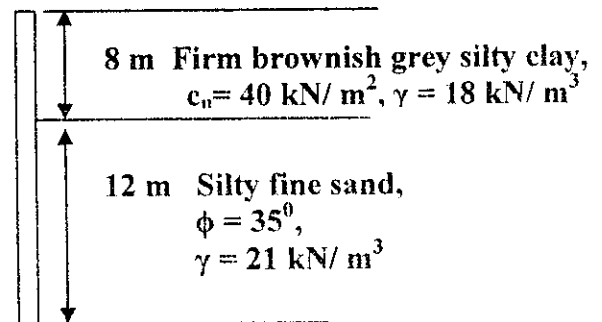 8 m Firm brownish grey silty clay,
cᵤ= 40 kN/ m², γ = 18 kN/ m³
12 m Silty fine sand,
ϕ = 35⁰,
γ = 21 kN/ m³